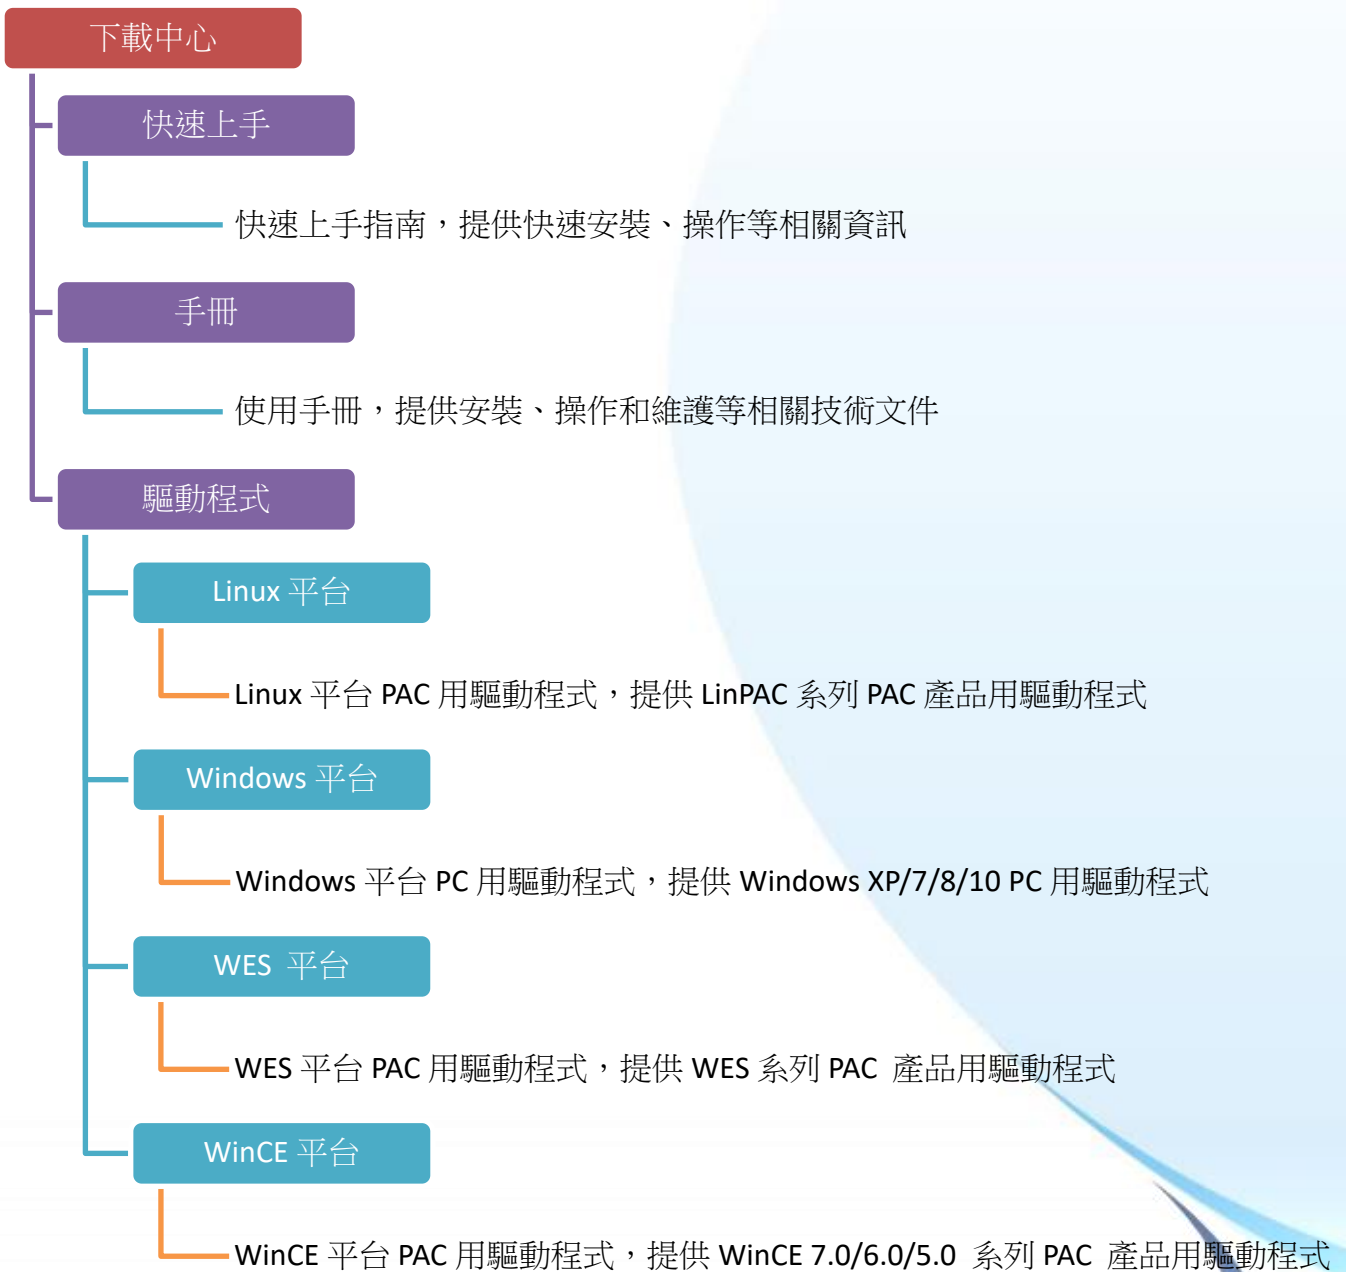 下載中心
快速上手
快速上手指南，提供快速安裝、操作等相關資訊
手冊
使用手冊，提供安裝、操作和維護等相關技術文件
驅動程式
Linux 平台
Linux 平台 PAC 用驅動程式，提供 LinPAC 系列 PAC 產品用驅動程式
Windows 平台
Windows 平台 PC 用驅動程式，提供 Windows XP/7/8/10 PC 用驅動程式
WES 平台
WES 平台 PAC 用驅動程式，提供 WES 系列 PAC 產品用驅動程式
WinCE 平台
WinCE 平台 PAC 用驅動程式，提供 WinCE 7.0/6.0/5.0 系列 PAC 產品用驅動程式